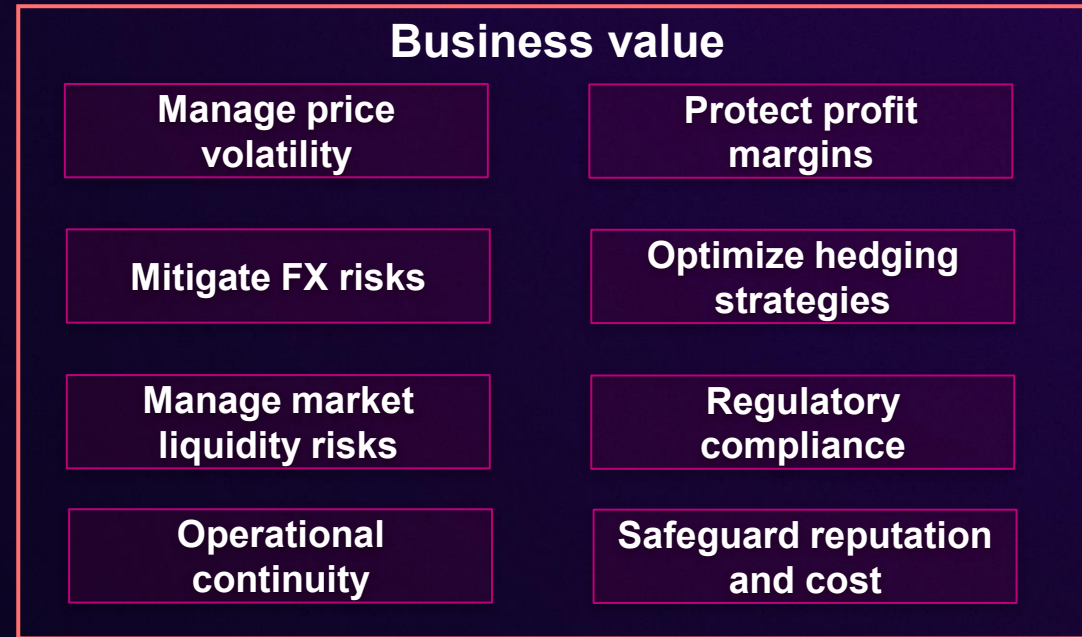 Business value
Manage price
volatility
Protect profit
margins
Mitigate FX risks
Optimize hedging
strategies
Manage market
liquidity risks
Regulatory
compliance
Operational
continuity
Safeguard reputation
and cost